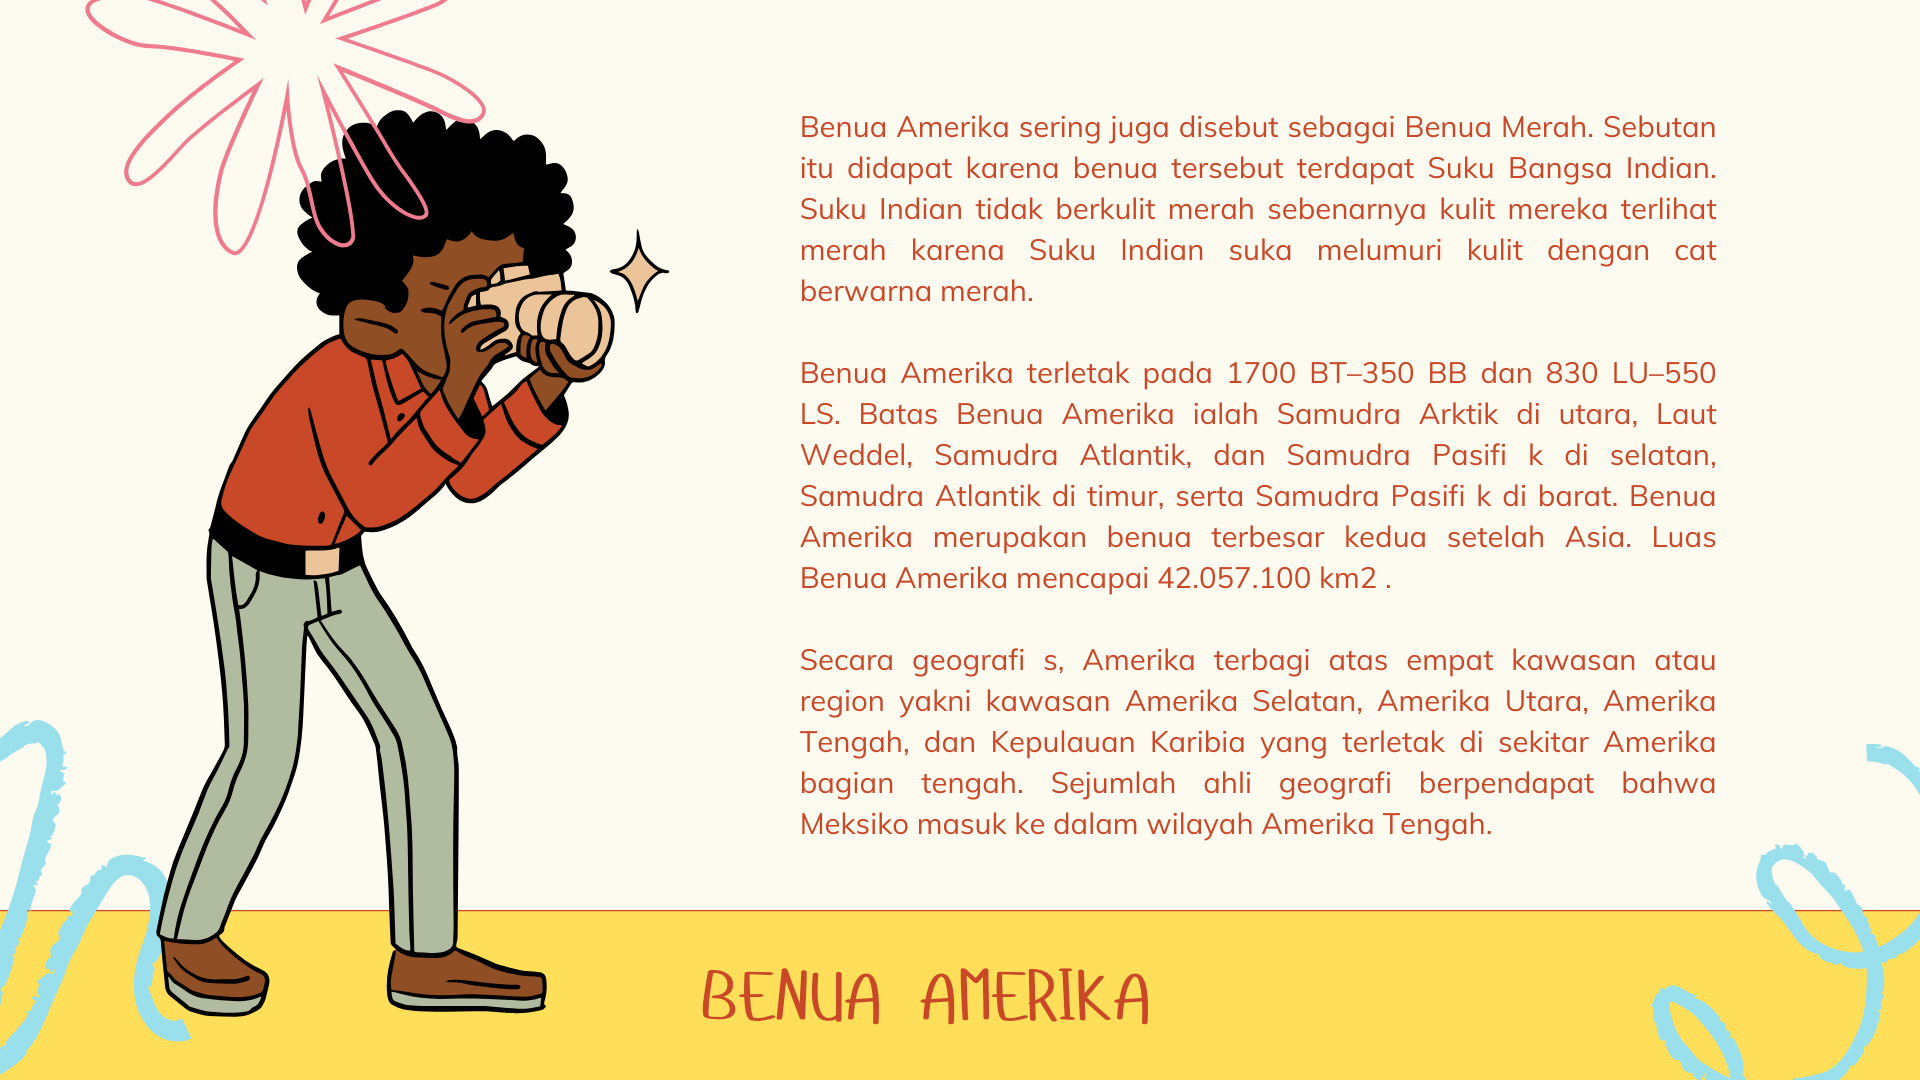 Benua Amerika sering juga disebut sebagai Benua Merah. Sebutan
itu didapat karena benua tersebut terdapat Suku Bangsa Indian.
Suku Indian tidak berkulit merah sebenarnya kulit mereka terlihat
merah karena Suku Indian suka melumuri kulit dengan cat
berwarna merah.
Benua Amerika terletak pada 1700 BT–350 BB dan 830 LU–550
LS. Batas Benua Amerika ialah Samudra Arktik di utara, Laut
Weddel, Samudra Atlantik, dan Samudra Pasifi k di selatan,
Samudra Atlantik di timur, serta Samudra Pasifi k di barat. Benua
Amerika merupakan benua terbesar kedua setelah Asia. Luas
Benua Amerika mencapai 42.057.100 km2 .
Secara geografi s, Amerika terbagi atas empat kawasan atau
region yakni kawasan Amerika Selatan, Amerika Utara, Amerika
Tengah, dan Kepulauan Karibia yang terletak di sekitar Amerika
bagian tengah. Sejumlah ahli geografi berpendapat bahwa
Meksiko masuk ke dalam wilayah Amerika Tengah.
BENUA AMERIKA